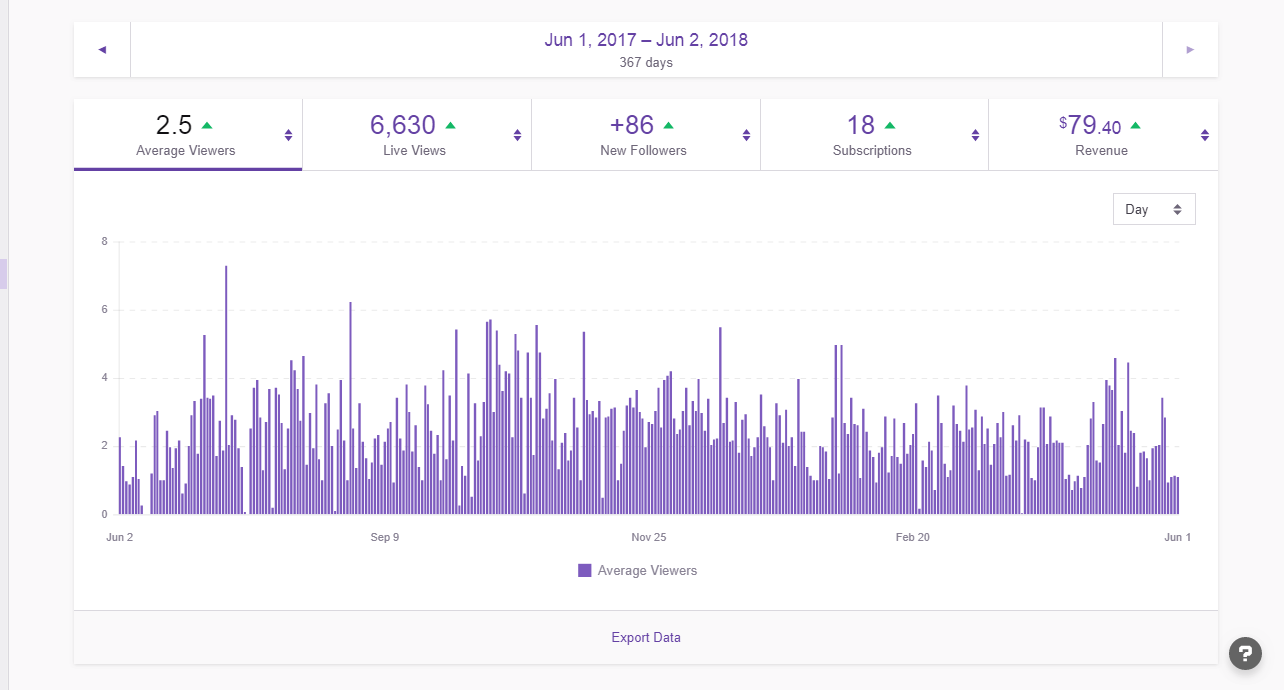 Jun 1, 2017 – Jun 2, 2018
367 days
2.5
Average Viewers
6,630
Live Views
+86
New Followers
18
Subscriptions
$79.40
Revenue
Day
8
6
4
2
0
Jun 2 Sep 9 Nov 25 Feb 20 Jun 1
Average Viewers
Export Data
?